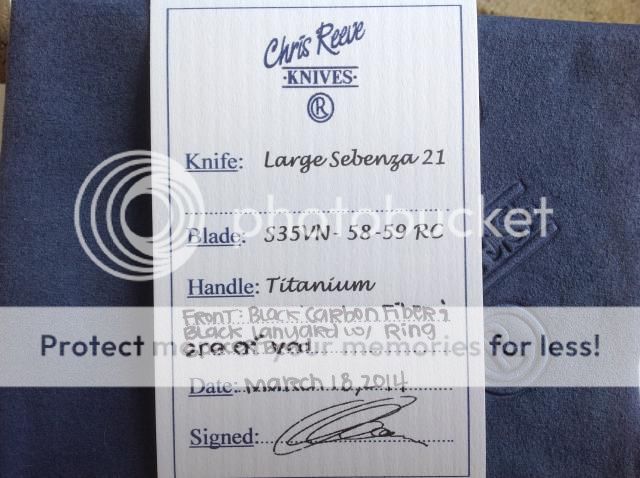 Chris Reeve
·KNIVES·
R
Knife: Large Sebenza 21
Blade: S35VN - 58-59 RC
Handle: Titanium
Front: Black Carbon Fiber;
Black Lanyard w/ Ring
Date: March 18, 2014
Signed:
photobucket
Protect more of your memories for less!